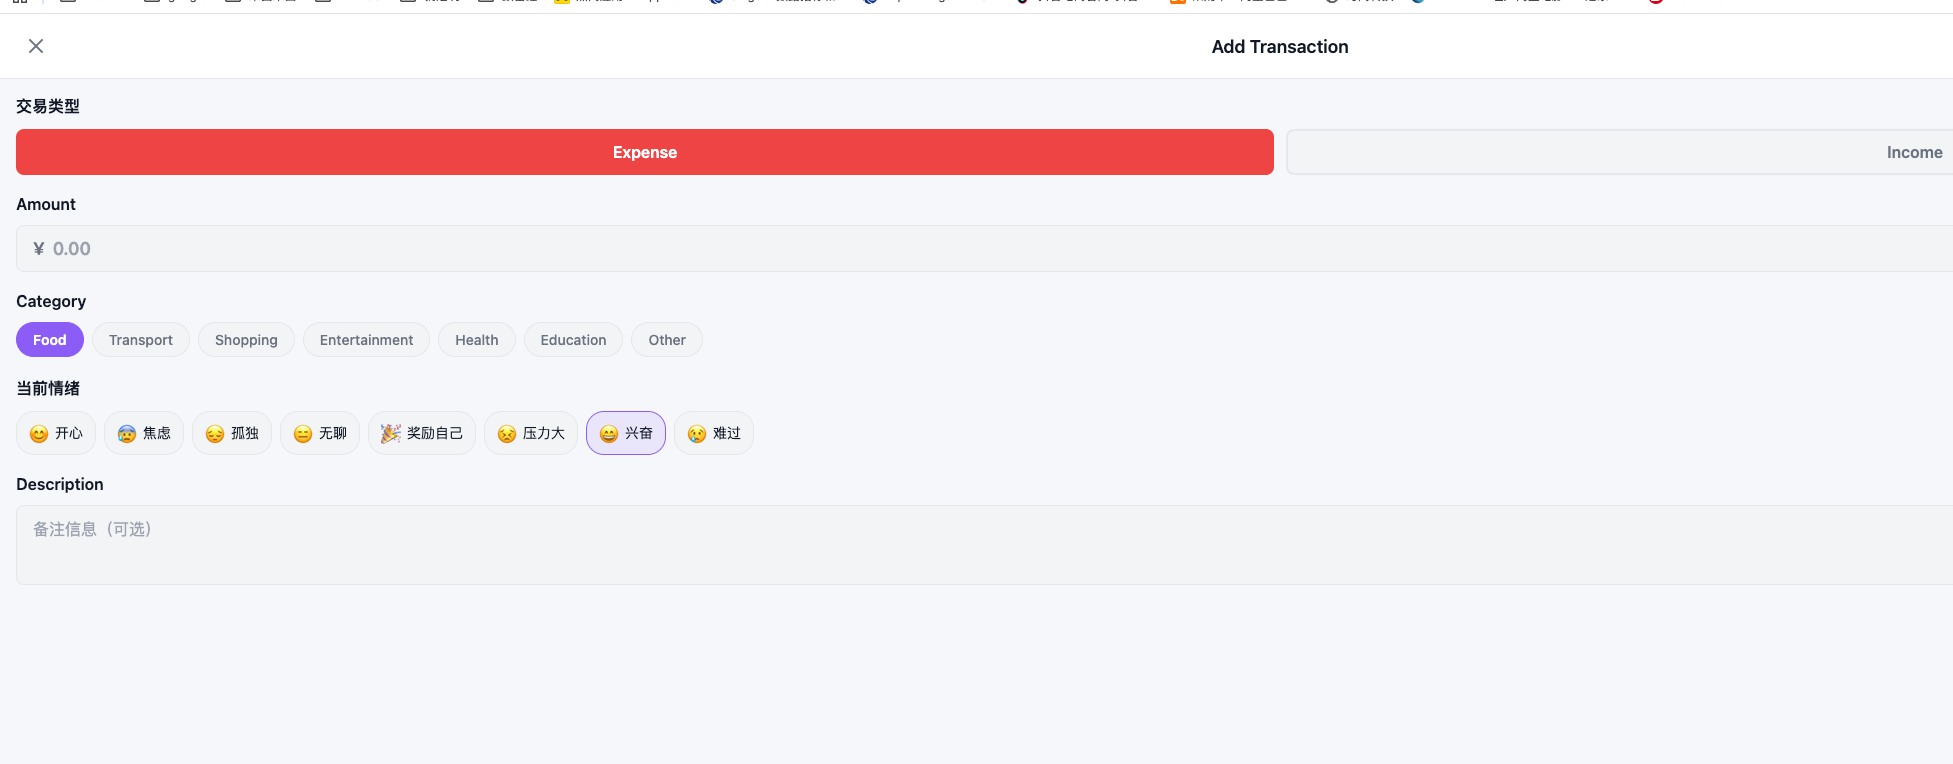 Add Transaction
交易类型
Expense
Income
Amount
¥ 0.00
Category
Food Transport Shopping Entertainment Health Education Other
当前情绪
😊 开心 😰 焦虑 😔 孤独 😑 无聊 🎉 奖励自己 😣 压力大 😄 兴奋 😢 难过
Description
备注信息（可选）